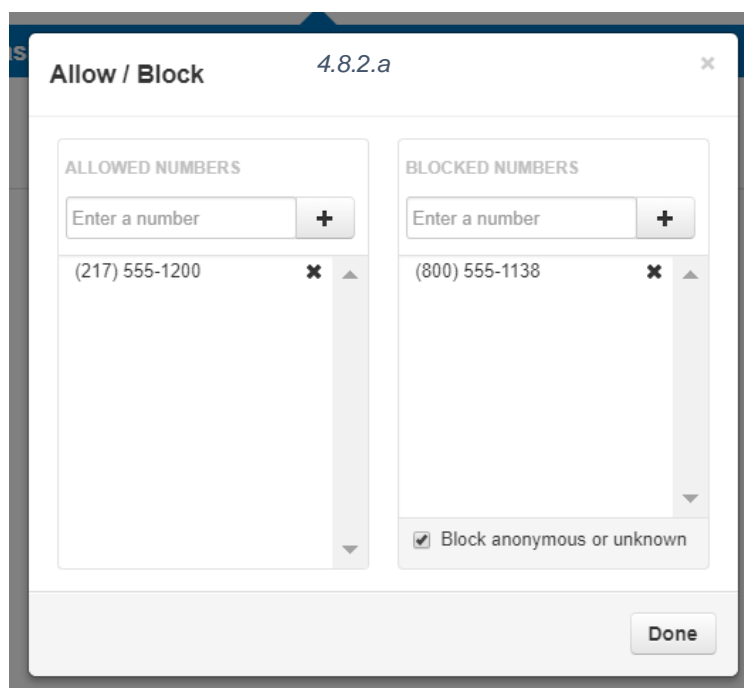 ns
Allow / Block
4.8.2.a
×
ALLOWED NUMBERS
Enter a number
+
(217) 555-1200
BLOCKED NUMBERS
Enter a number
+
(800) 555-1138
Block anonymous or unknown
Done